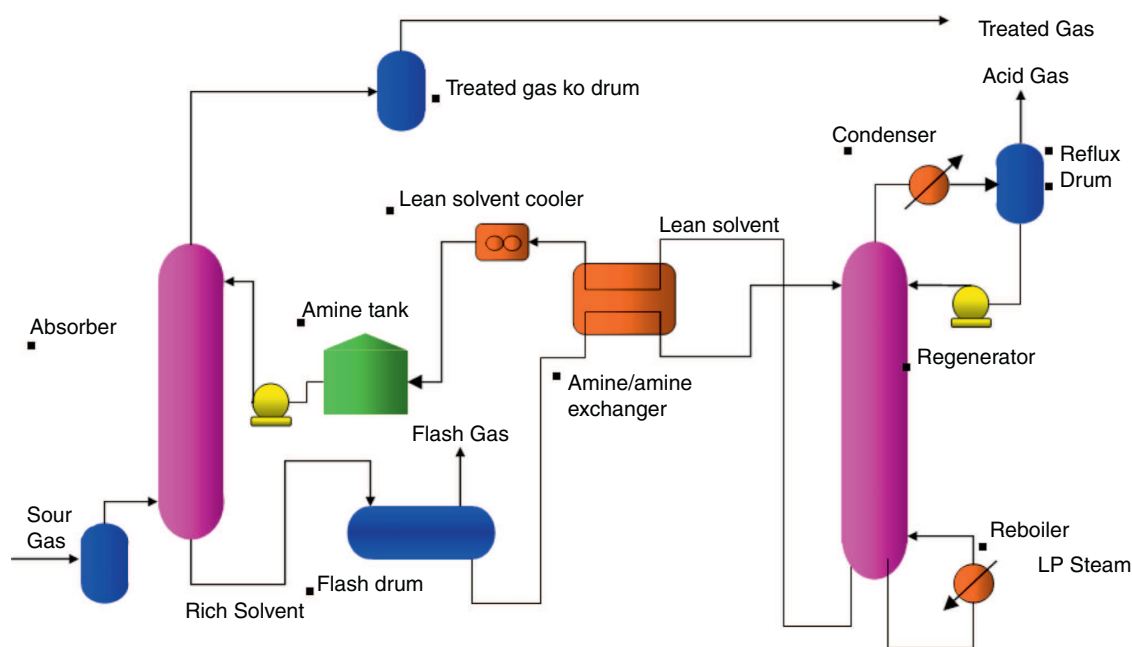 Treated Gas
Acid Gas
Treated gas ko drum
Condenser
Reflux
Drum
Lean solvent cooler
Lean solvent
Amine tank
Absorber
Regenerator
Amine/amine
exchanger
Flash Gas
Sour
Gas
Reboiler
LP Steam
Flash drum
Rich Solvent